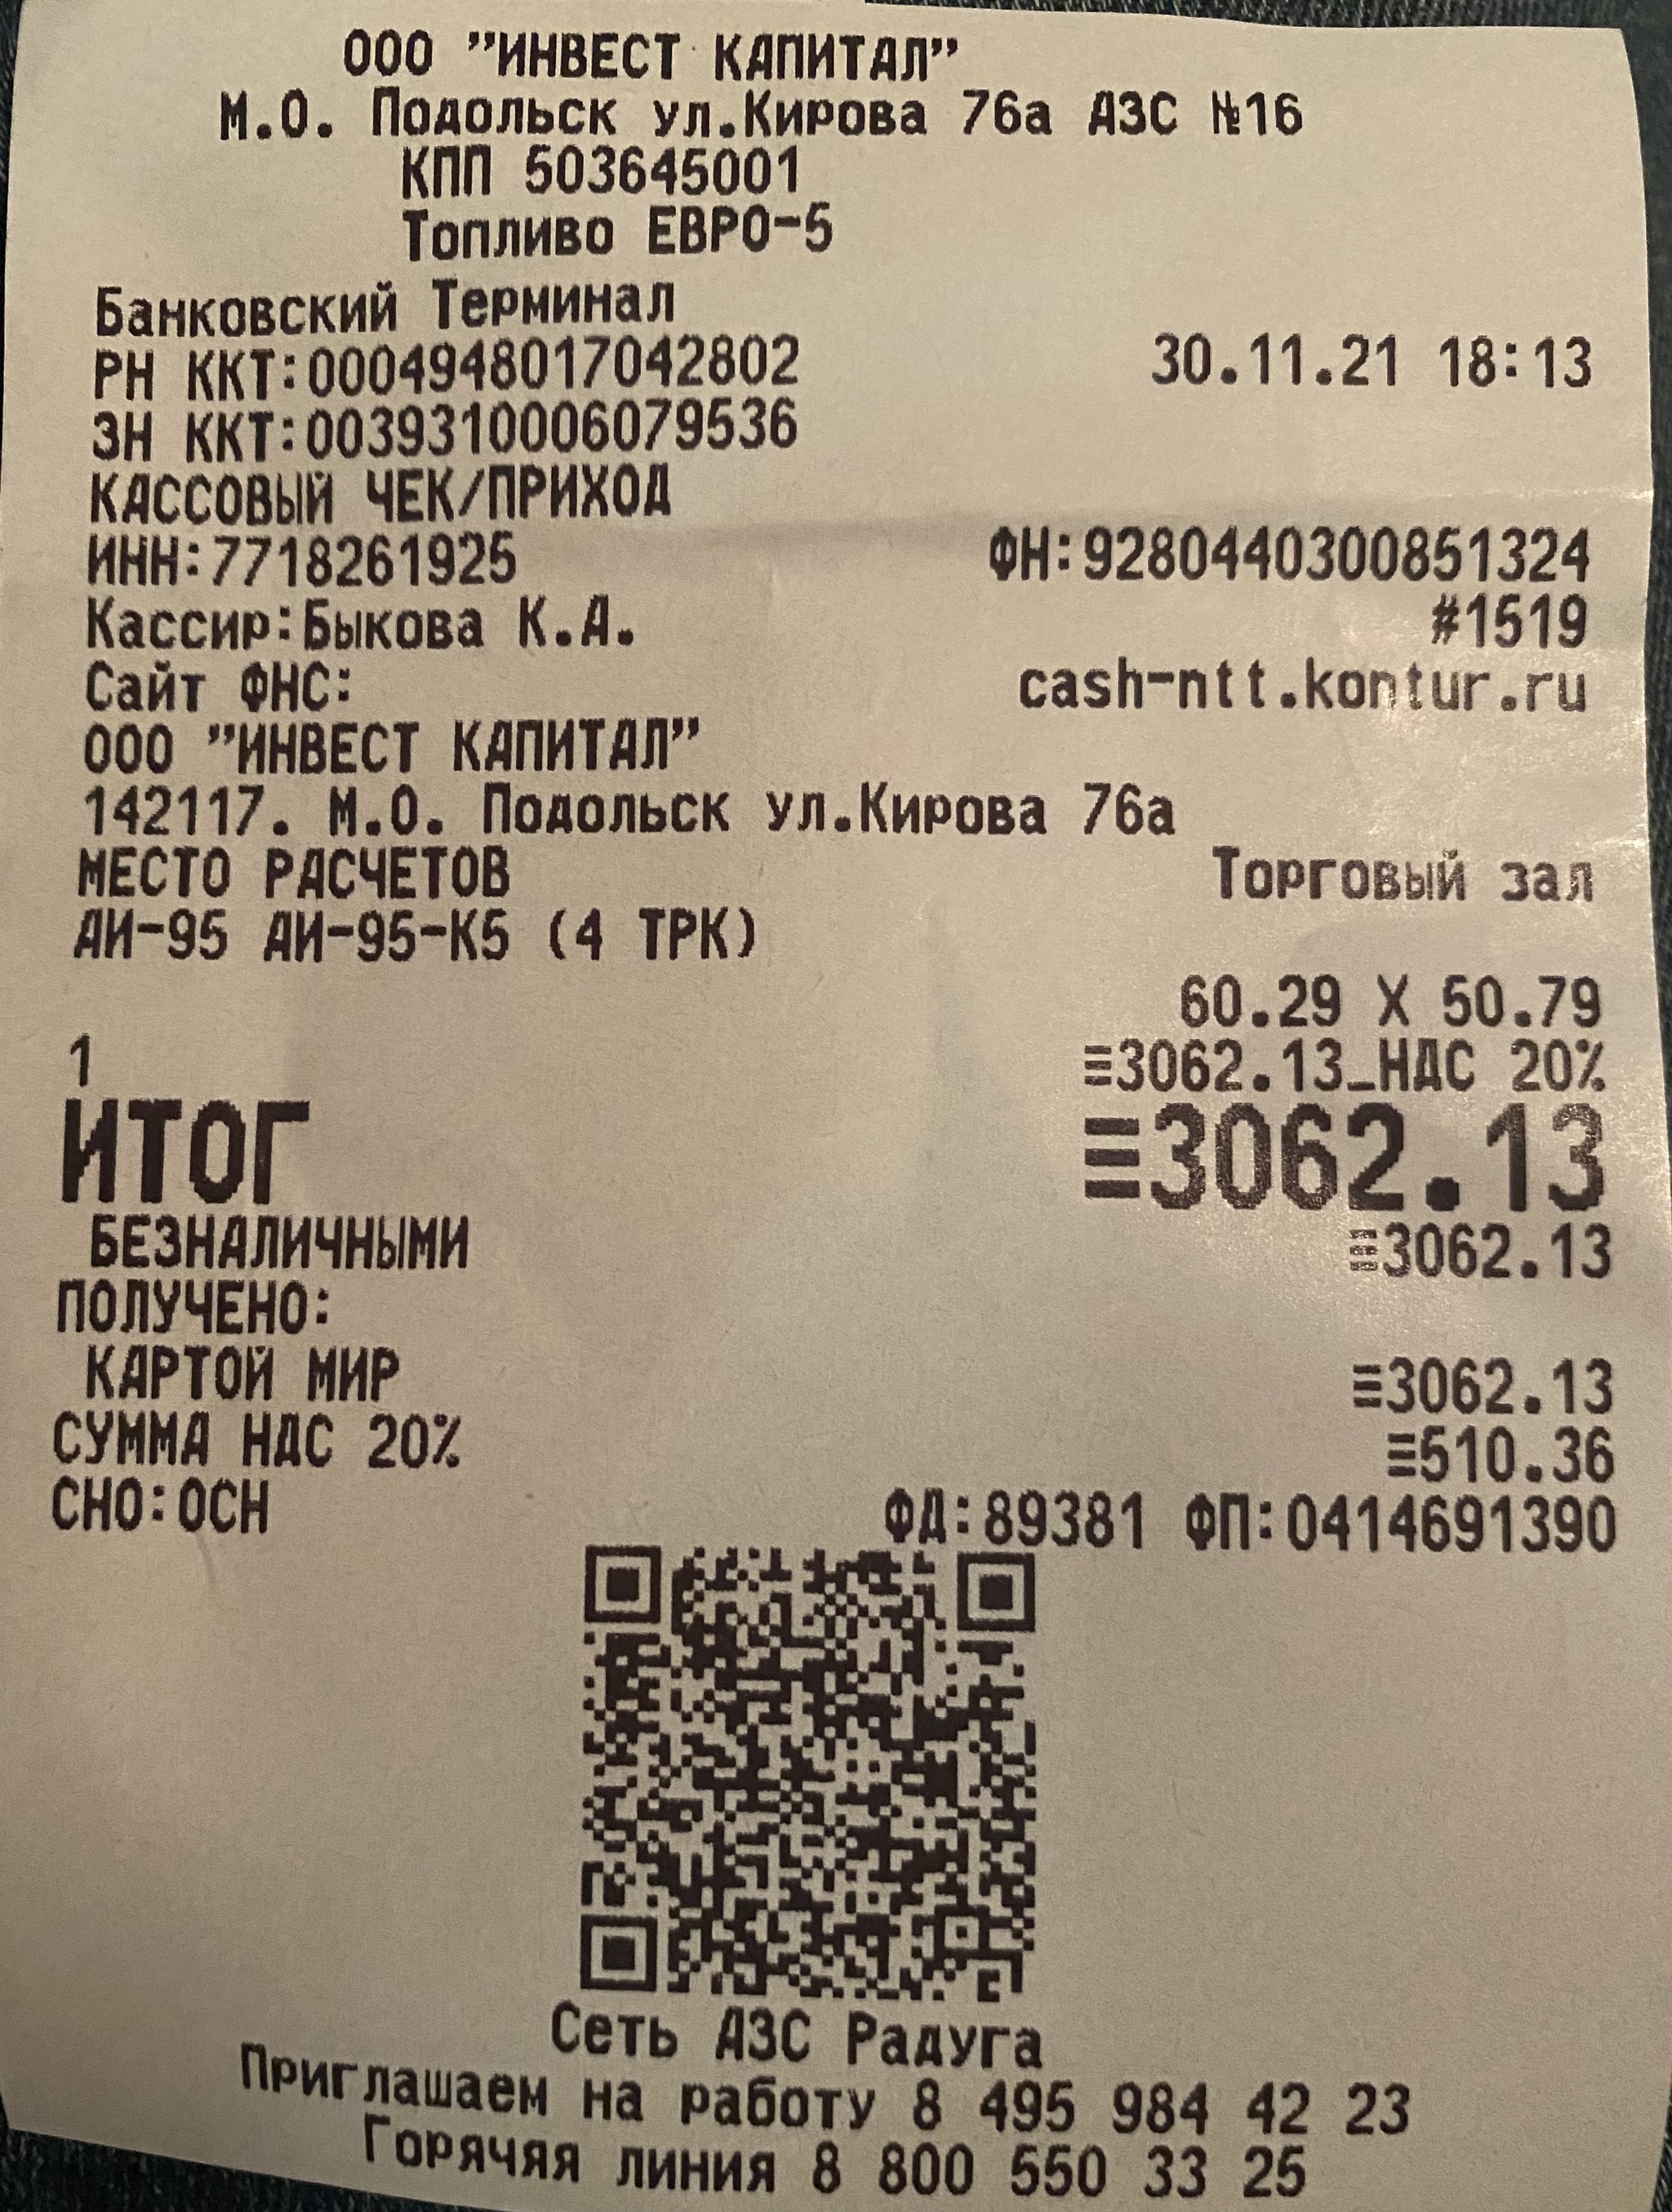 ООО "ИНВЕСТ КАПИТАЛ"
М.О. Подольск ул.Кирова 76а АЗС №16
КПП 503645001
Топливо ЕВРО-5
Банковский Терминал
РН ККТ:0004948017042802 30.11.21 18:13
ЗН ККТ:0039310006079536
КАССОВЫЙ ЧЕК/ПРИХОД
ИНН:7718261925 ФН:9280440300851324
Кассир:Быкова К.А. #1519
Сайт ФНС: cash-ntt.kontur.ru
ООО "ИНВЕСТ КАПИТАЛ"
142117. М.О. Подольск ул.Кирова 76а
МЕСТО РАСЧЕТОВ Торговый зал
АИ-95 АИ-95-К5 (4 ТРК)
60.29 X 50.79
1 ≡3062.13_НДС 20%
ИТОГ ≡3062.13
БЕЗНАЛИЧНЫМИ ≡3062.13
ПОЛУЧЕНО:
КАРТОЙ МИР ≡3062.13
СУММА НДС 20% ≡510.36
СНО:ОСН ФД:89381 ФП:0414691390
Сеть АЗС Радуга
Приглашаем на работу 8 495 984 42 23
Горячяя линия 8 800 550 33 25